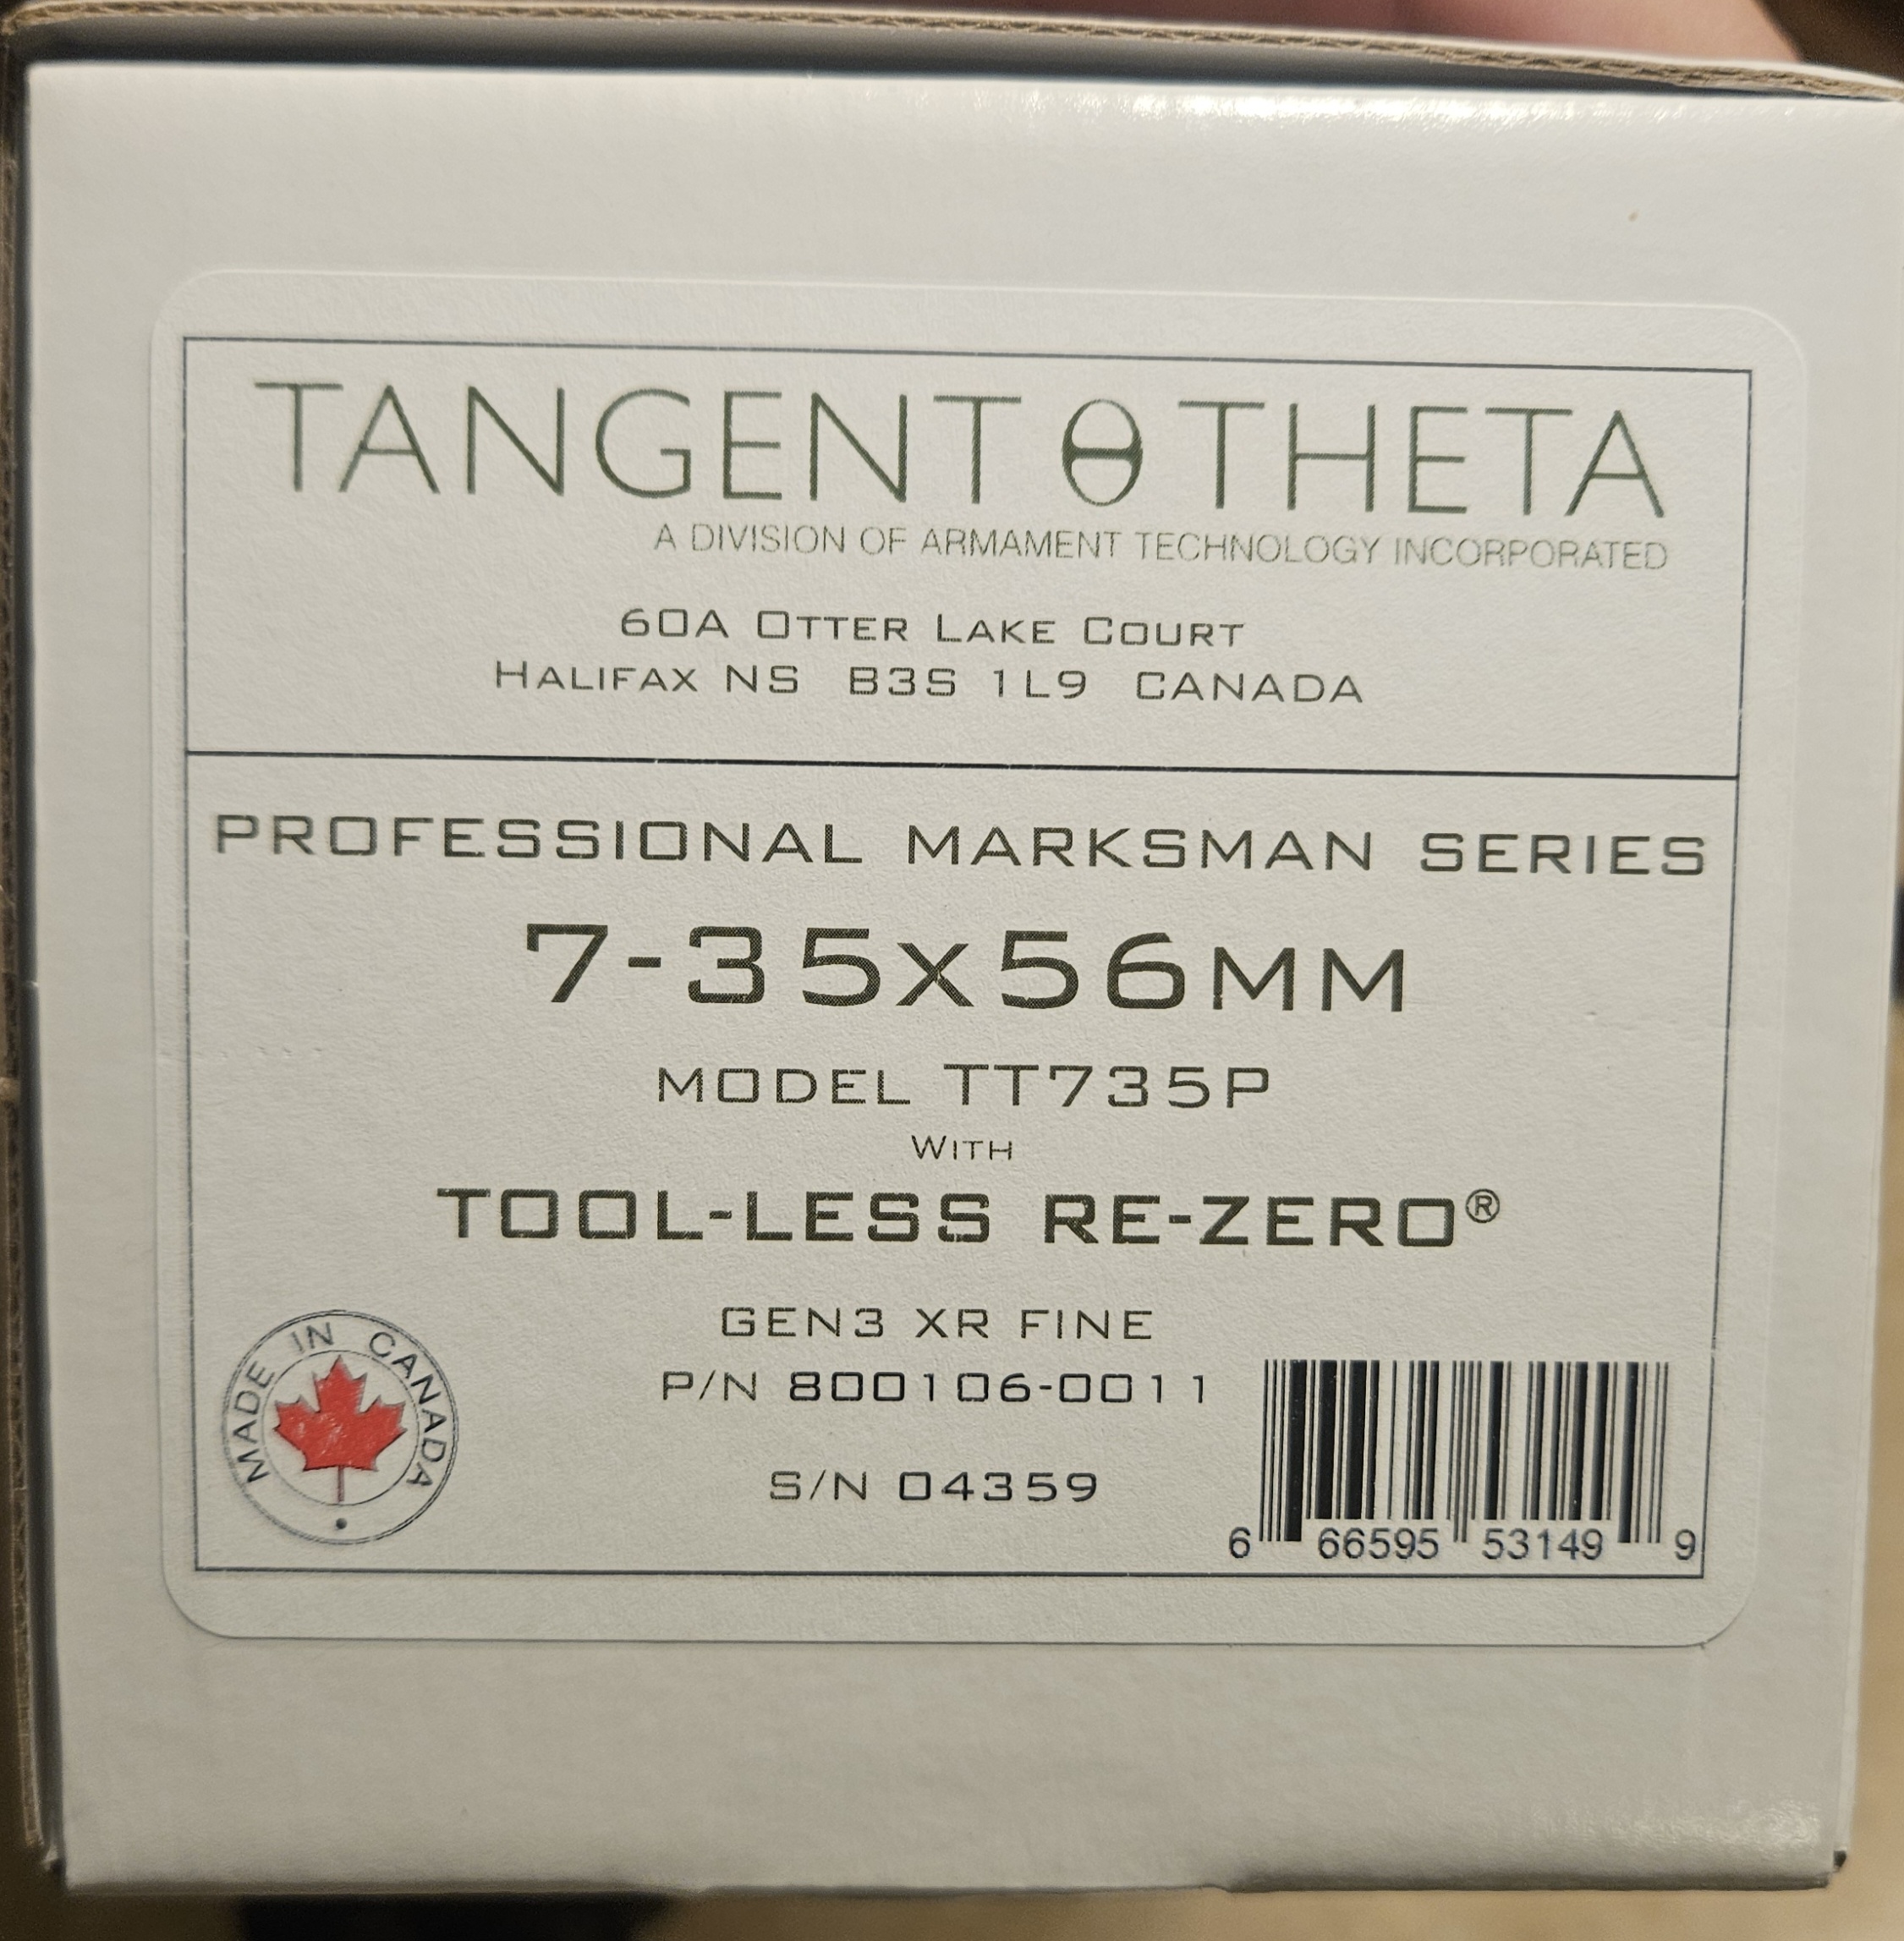 TANGENT θ THETA
A DIVISION OF ARMAMENT TECHNOLOGY INCORPORATED
60A OTTER LAKE COURT
HALIFAX NS B3S 1L9 CANADA
PROFESSIONAL MARKSMAN SERIES
7-35x56MM
MODEL TT735P
WITH
TOOL-LESS RE-ZERO®
GEN3 XR FINE
P/N 800106-0011
S/N 04359
MADE IN CANADA
6 66595 53149 9